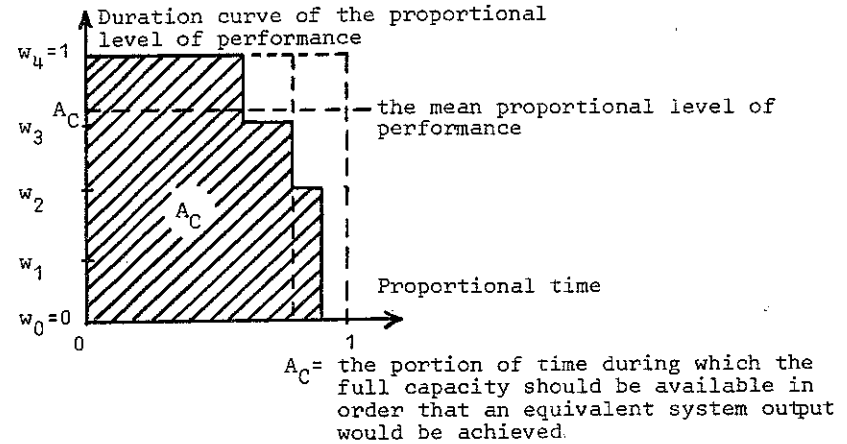 Duration curve of the proportional
level of performance
w4=1
AC
the mean proportional level of
performance
w3
w2
AC
w1
Proportional time
w0=0
0
1
AC= the portion of time during which the
full capacity should be available in
order that an equivalent system output
would be achieved.